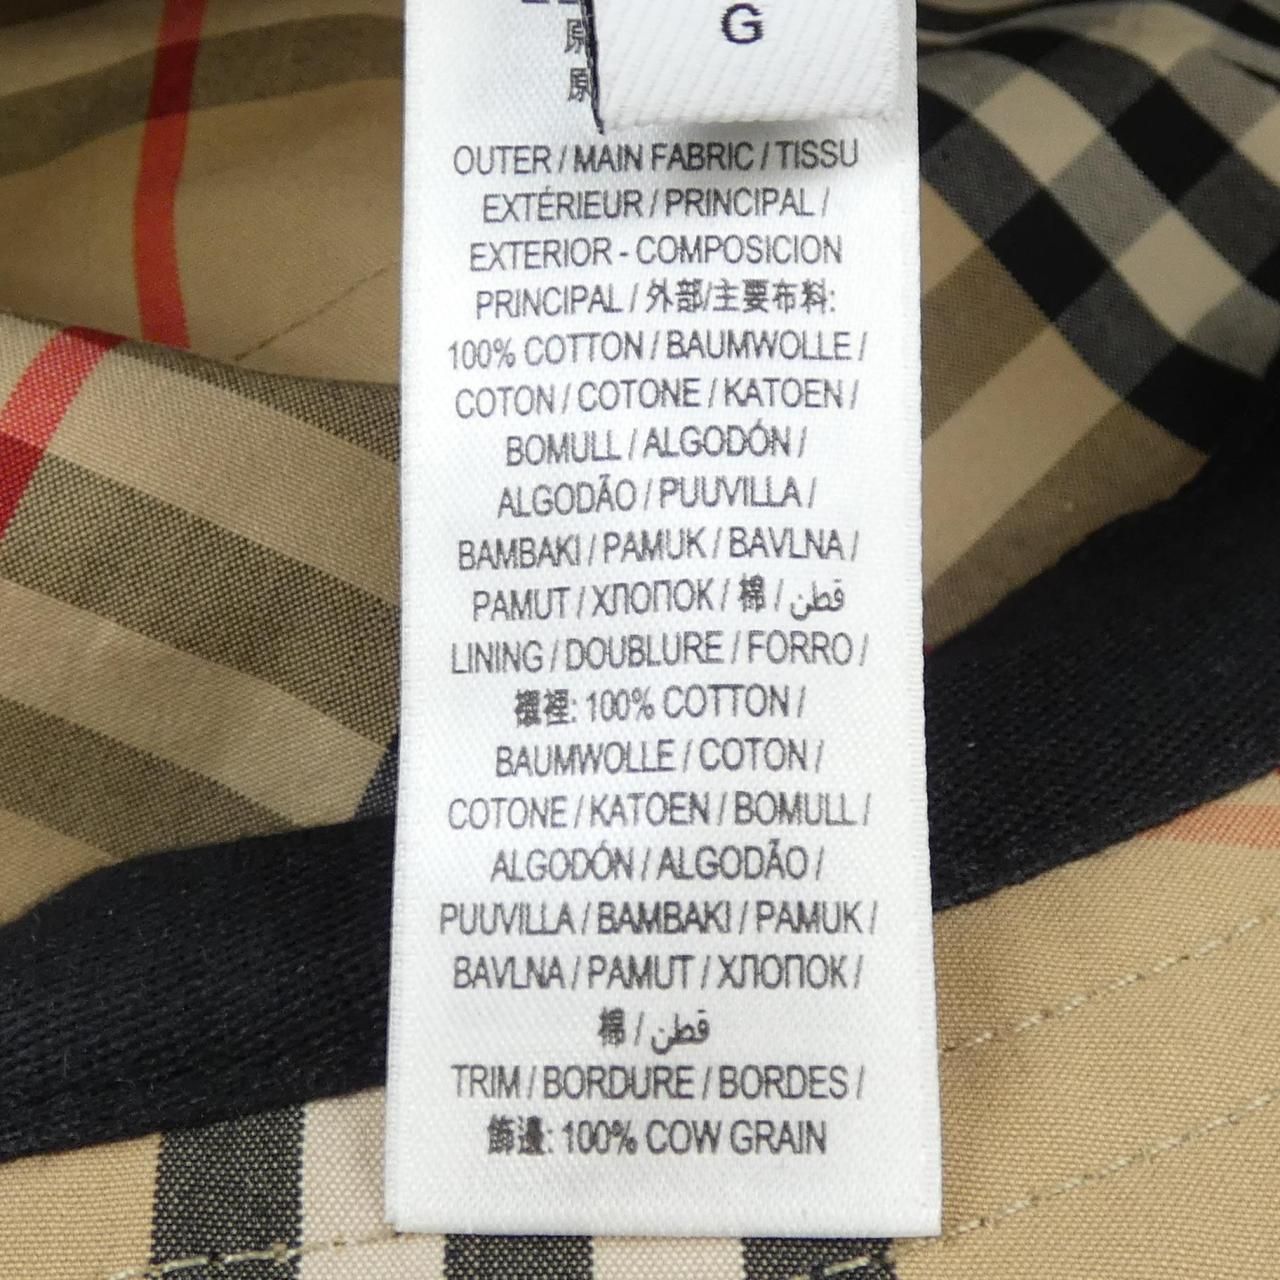 G
原
原
OUTER / MAIN FABRIC / TISSU
EXTÉRIEUR / PRINCIPAL /
EXTERIOR - COMPOSICION
PRINCIPAL / 外部/主要布料:
100% COTTON / BAUMWOLLE /
COTON / COTONE / KATOEN /
BOMULL / ALGODÓN /
ALGODÃO / PUUVILLA /
BAMBAKI / PAMUK / BAVLNA /
PAMUT / ХЛОПОК / 棉 / قطن
LINING / DOUBLURE / FORRO /
襯裡: 100% COTTON /
BAUMWOLLE / COTON /
COTONE / KATOEN / BOMULL /
ALGODÓN / ALGODÃO /
PUUVILLA / BAMBAKI / PAMUK /
BAVLNA / PAMUT / ХЛОПОК /
棉 / قطن
TRIM / BORDURE / BORDES /
飾邊: 100% COW GRAIN